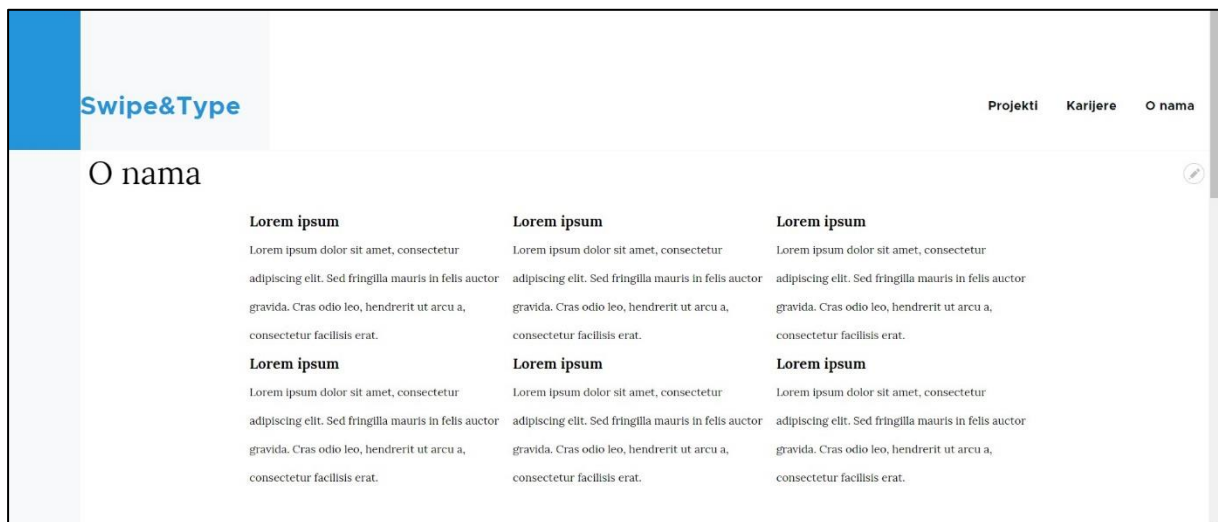 Swipe&Type
Projekti Karijere O nama
O nama
Lorem ipsum
Lorem ipsum dolor sit amet, consectetur
adipiscing elit. Sed fringilla mauris in felis auctor
gravida. Cras odio leo, hendrerit ut arcu a,
consectetur facilisis erat.
Lorem ipsum
Lorem ipsum dolor sit amet, consectetur
adipiscing elit. Sed fringilla mauris in felis auctor
gravida. Cras odio leo, hendrerit ut arcu a,
consectetur facilisis erat.
Lorem ipsum
Lorem ipsum dolor sit amet, consectetur
adipiscing elit. Sed fringilla mauris in felis auctor
gravida. Cras odio leo, hendrerit ut arcu a,
consectetur facilisis erat.
Lorem ipsum
Lorem ipsum dolor sit amet, consectetur
adipiscing elit. Sed fringilla mauris in felis auctor
gravida. Cras odio leo, hendrerit ut arcu a,
consectetur facilisis erat.
Lorem ipsum
Lorem ipsum dolor sit amet, consectetur
adipiscing elit. Sed fringilla mauris in felis auctor
gravida. Cras odio leo, hendrerit ut arcu a,
consectetur facilisis erat.
Lorem ipsum
Lorem ipsum dolor sit amet, consectetur
adipiscing elit. Sed fringilla mauris in felis auctor
gravida. Cras odio leo, hendrerit ut arcu a,
consectetur facilisis erat.